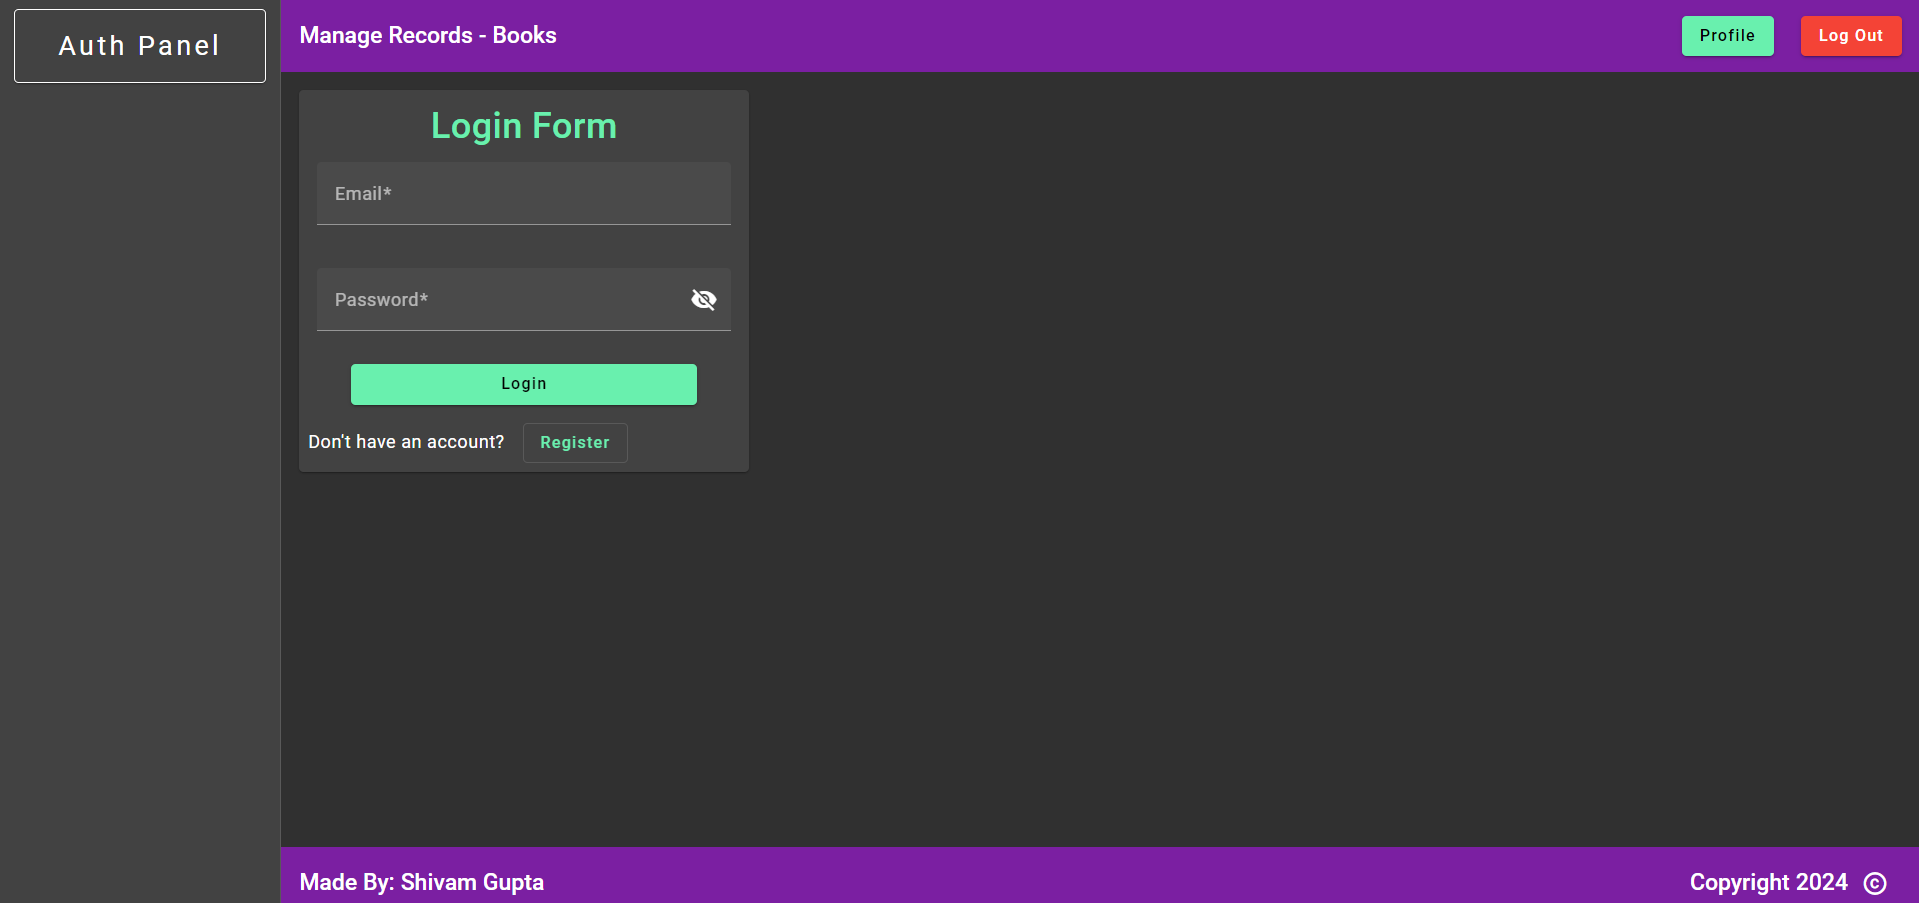 Auth Panel
Manage Records - Books
Profile
Log Out
Login Form
Email*
Password*
Login
Don't have an account?
Register
Made By: Shivam Gupta
Copyright 2024 ©